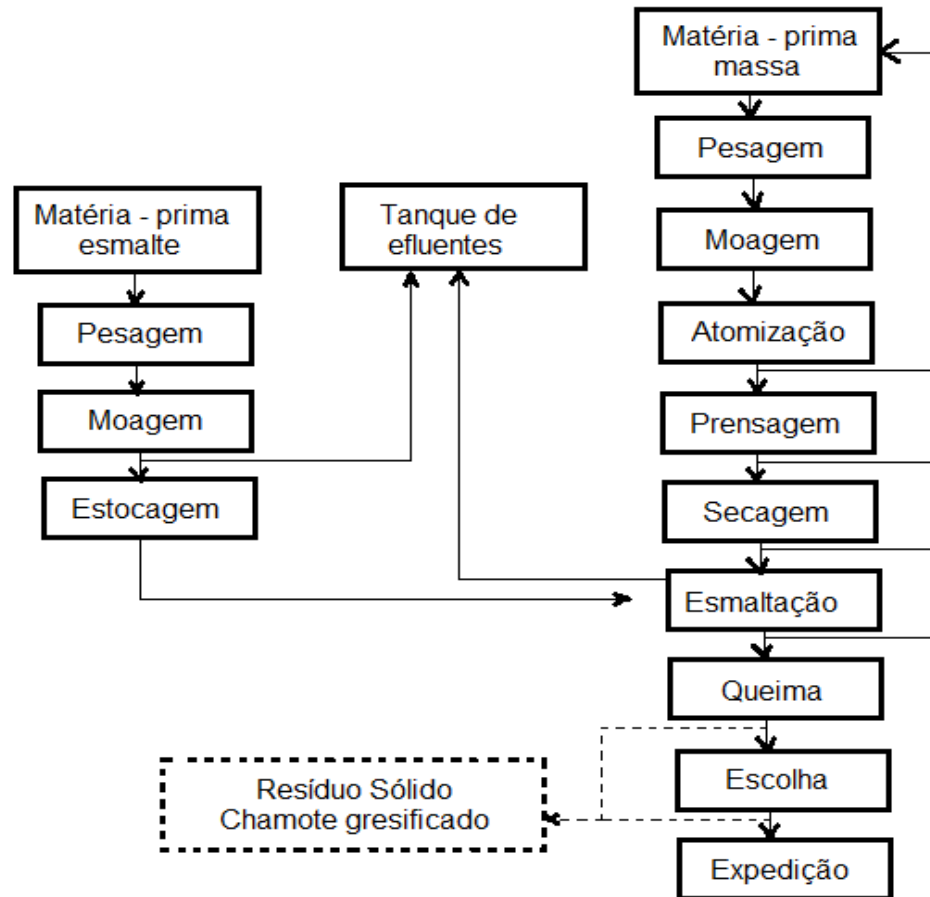 Matéria - prima
massa
Pesagem
Moagem
Atomização
Prensagem
Secagem
Esmaltação
Queima
Escolha
Expedição
Matéria - prima
esmalte
Pesagem
Moagem
Estocagem
Tanque de
efluentes
Resíduo Sólido
Chamote gresificado